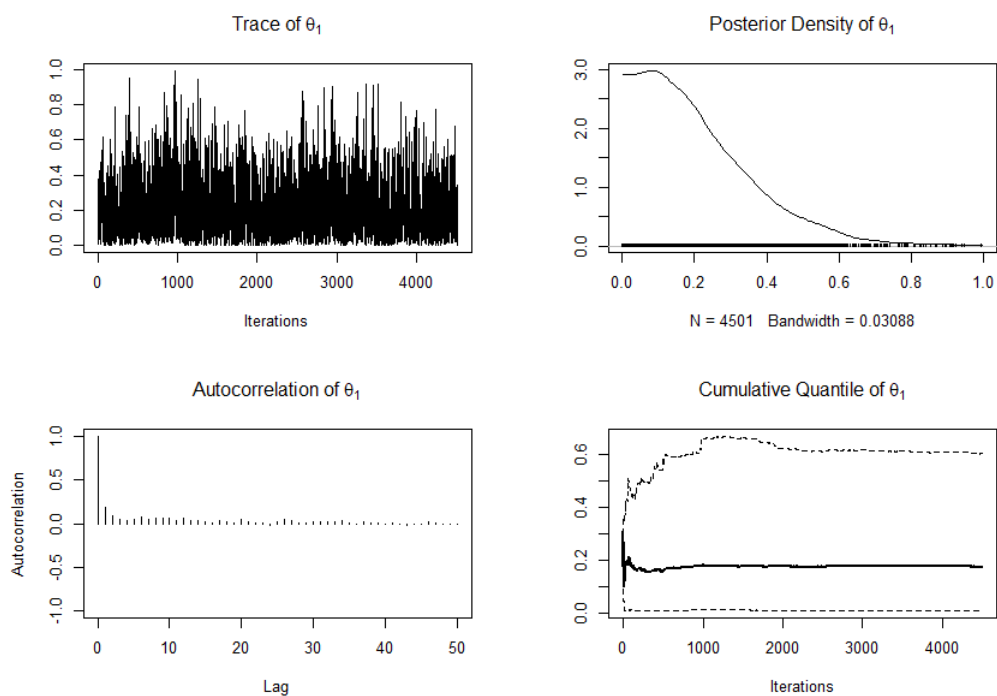 Trace of θ1
0.0 0.2 0.4 0.6 0.8 1.0
0 1000 2000 3000 4000
Iterations
Posterior Density of θ1
0.0 1.0 2.0 3.0
0.0 0.2 0.4 0.6 0.8 1.0
N = 4501 Bandwidth = 0.03088
Autocorrelation of θ1
Autocorrelation
-1.0 -0.5 0.0 0.5 1.0
0 10 20 30 40 50
Lag
Cumulative Quantile of θ1
0.0 0.2 0.4 0.6
0 1000 2000 3000 4000
Iterations